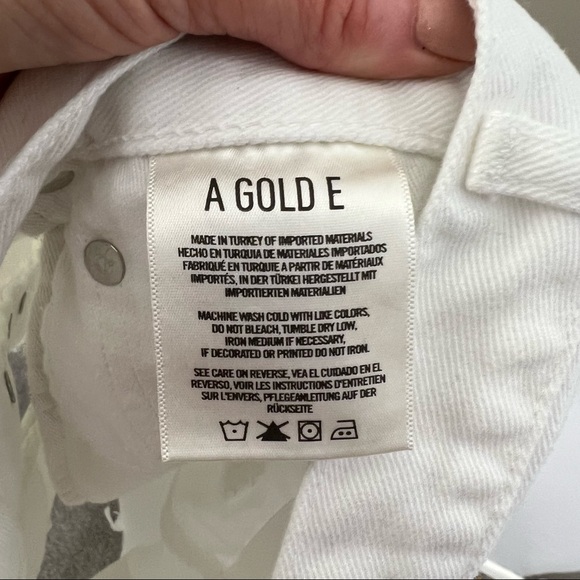 A GOLD E
MADE IN TURKEY OF IMPORTED MATERIALS
HECHO EN TURQUIA DE MATERIALES IMPORTADOS
FABRIQUÉ EN TURQUIE A PARTIR DE MATÉRIAUX
IMPORTÉS, IN DER TÜRKEI HERGESTELLT MIT
IMPORTIERTEN MATERIALIEN
MACHINE WASH COLD WITH LIKE COLORS,
DO NOT BLEACH, TUMBLE DRY LOW,
IRON MEDIUM IF NECESSARY,
IF DECORATED OR PRINTED DO NOT IRON.
SEE CARE ON REVERSE, VEA EL CUIDADO EN EL
REVERSO, VOIR LES INSTRUCTIONS D'ENTRETIEN
SUR L'ENVERS, PFLEGEANLEITUNG AUF DER
RÜCKSEITE